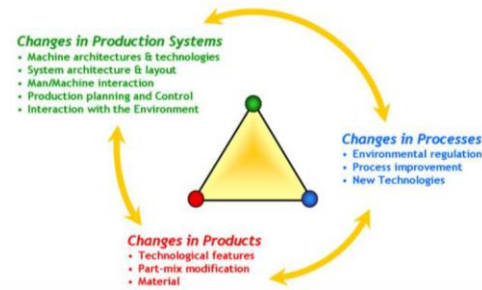 Changes in Production Systems
• Machine architectures & technologies
• System architecture & layout
• Man/Machine interaction
• Production planning and Control
• Interaction with the Environment
Changes in Processes
• Environmental regulation
• Process improvement
• New Technologies
Changes in Products
• Technological features
• Part-mix modification
• Material